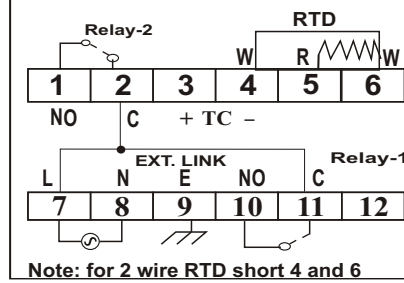 RTD
Relay-2
W R W
1 2 3 4 5 6
NO C + TC −
EXT. LINK Relay-1
L N E NO C
7 8 9 10 11 12
Note: for 2 wire RTD short 4 and 6